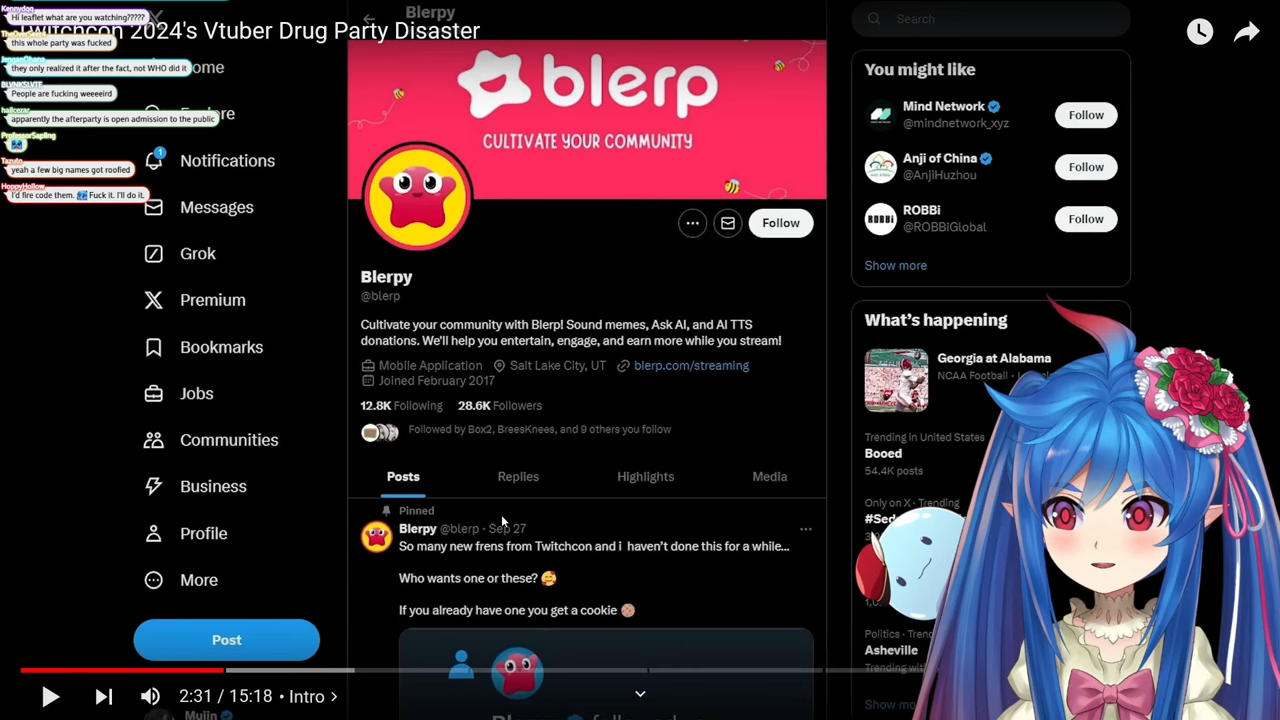 Kennydog
Hi leaflet what are you watching?????
this whole party was fucked
they only realized it after the fact, not WHO did it
BLVNKSLVTE
People are fucking weeeeird
hailcezar
apparently the afterparty is open admission to the public
ProfessorSapling
Tazuto
yeah a few big names got roofied
HoppyHollow
I'd fire code them. Fuck it. I'll do it.
Twitchcon 2024's Vtuber Drug Party Disaster
Home
Explore
1
Notifications
Messages
Grok
Premium
Bookmarks
Jobs
Communities
Business
Profile
More
Post
Mulin
Blerpy
blerp
CULTIVATE YOUR COMMUNITY
Follow
Blerpy
@blerp
Cultivate your community with Blerp! Sound memes, Ask AI, and AI TTS
donations. We'll help you entertain, engage, and earn more while you stream!
Mobile Application Salt Lake City, UT blerp.com/streaming
Joined February 2017
12.8K Following 28.6K Followers
Followed by Box2, BreesKnees, and 9 others you follow
Posts Replies Highlights Media
Pinned
Blerpy @blerp · Sep 27
So many new frens from Twitchcon and i haven't done this for a while...
Who wants one or these? 🥰
If you already have one you get a cookie 🍪
Search
You might like
Mind Network
@mindnetwork_xyz
Follow
Anji of China
@AnjiHuzhou
Follow
ROBBi
ROBBi
@ROBBiGlobal
Follow
Show more
What's happening
Georgia at Alabama
NCAA Football
Trending in United States
Booed
54.4K posts
Only on X · Trending
#Sed
Politics · Trending
Asheville
Trending with
Show more
2:31 / 15:18 • Intro >